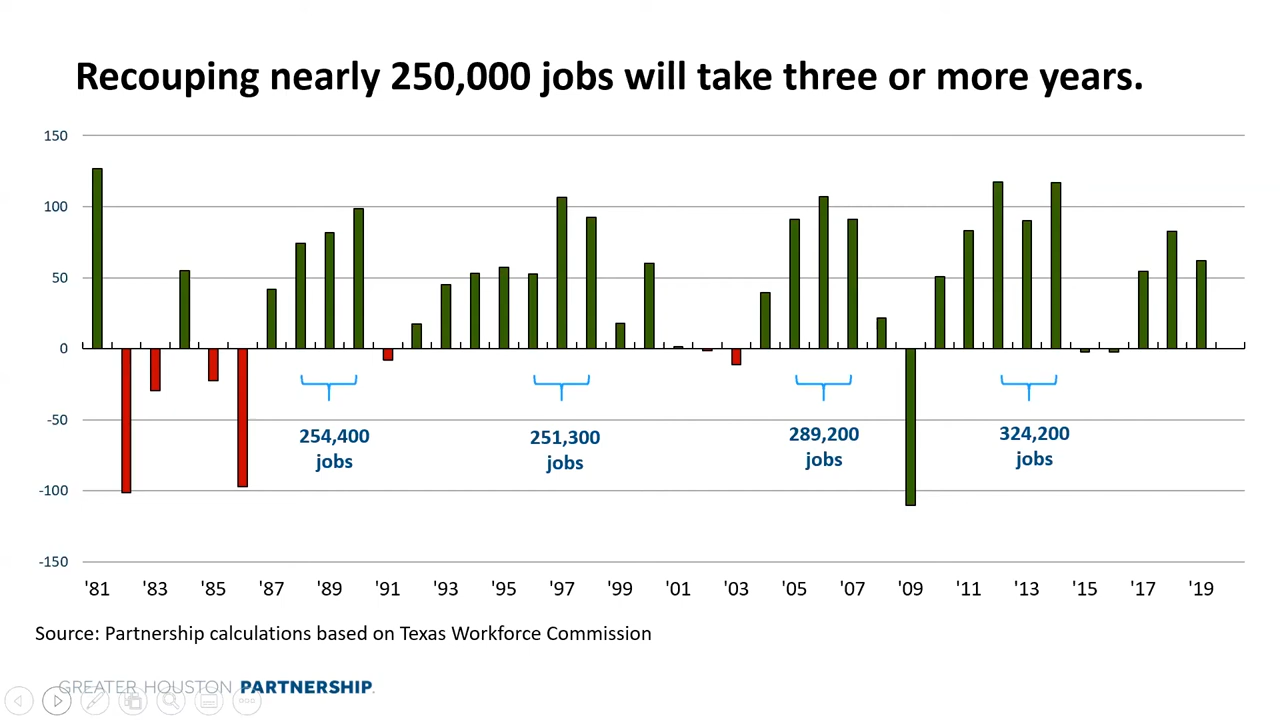 Recouping nearly 250,000 jobs will take three or more years.
150
100
50
0
-50
-100
-150
254,400
jobs
251,300
jobs
289,200
jobs
324,200
jobs
'81 '83 '85 '87 '89 '91 '93 '95 '97 '99 '01 '03 '05 '07 '09 '11 '13 '15 '17 '19
Source: Partnership calculations based on Texas Workforce Commission
GREATER HOUSTON PARTNERSHIP.